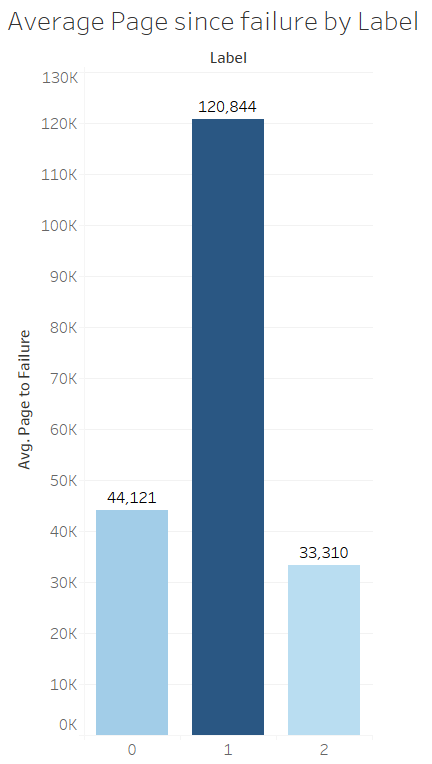 Average Page since failure by Label
Label
130K
120K
110K
100K
90K
80K
70K
60K
50K
40K
30K
20K
10K
0K
Avg. Page to Failure
120,844
44,121
33,310
0
1
2